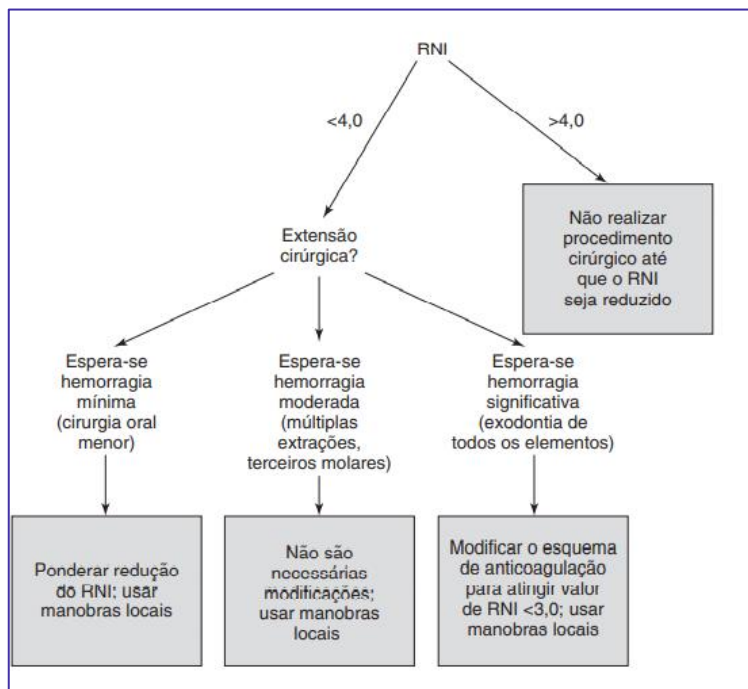 RNI
<4,0
>4,0
Não realizar
procedimento
cirúrgico até
que o RNI
seja reduzido
Extensão
cirúrgica?
Espera-se
hemorragia
mínima
(cirurgia oral
menor)
Espera-se
hemorragia
moderada
(múltiplas
extrações,
terceiros molares)
Espera-se
hemorragia
significativa
(exodontia de
todos os elementos)
Ponderar redução
do RNI; usar
manobras locais
Não são
necessárias
modificações;
usar manobras
locais
Modificar o esquema
de anticoagulação
para atingir valor
de RNI <3,0; usar
manobras locais